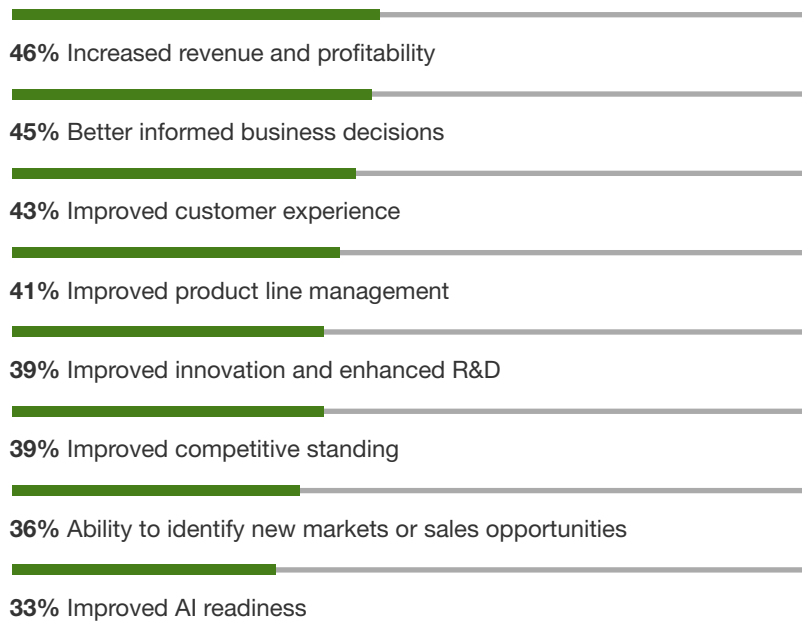 46% Increased revenue and profitability
45% Better informed business decisions
43% Improved customer experience
41% Improved product line management
39% Improved innovation and enhanced R&D
39% Improved competitive standing
36% Ability to identify new markets or sales opportunities
33% Improved AI readiness